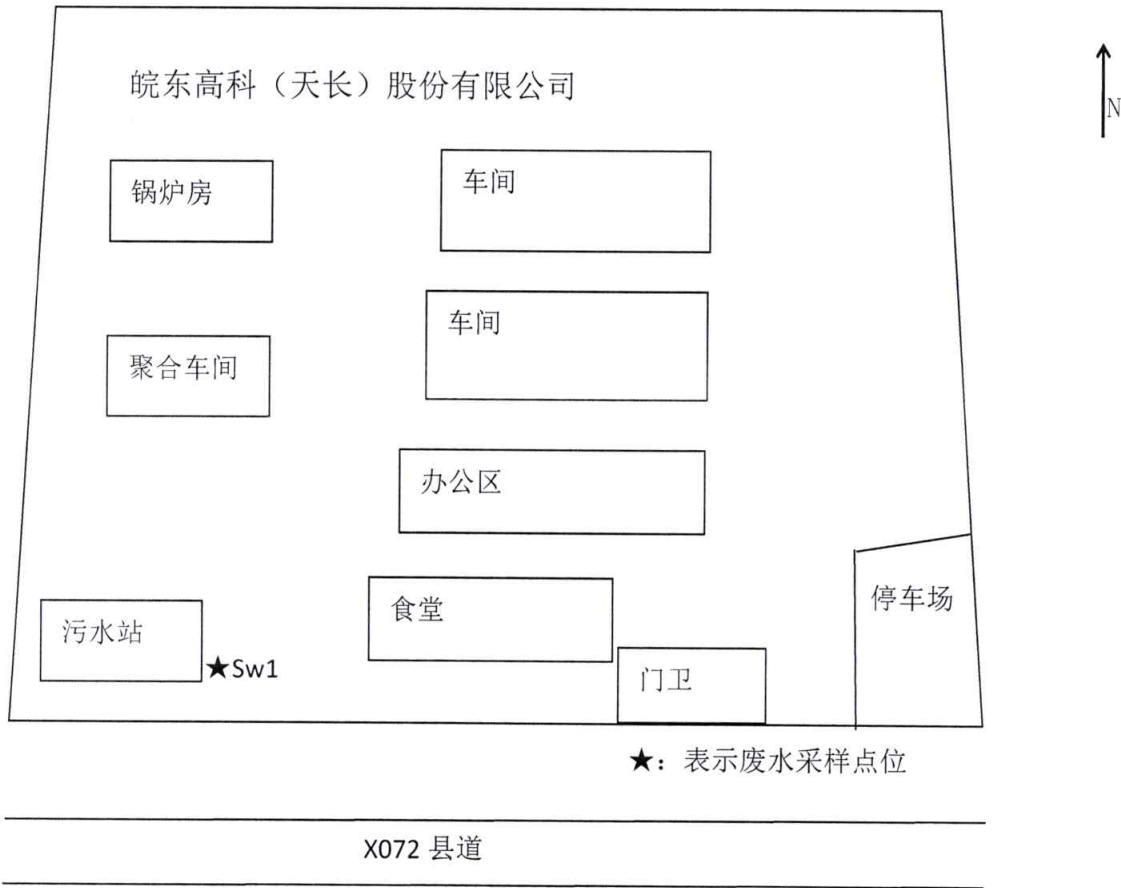 皖东高科（天长）股份有限公司
N
锅炉房
车间
车间
聚合车间
办公区
食堂
停车场
污水站
★Sw1
门卫
★：表示废水采样点位
X072 县道